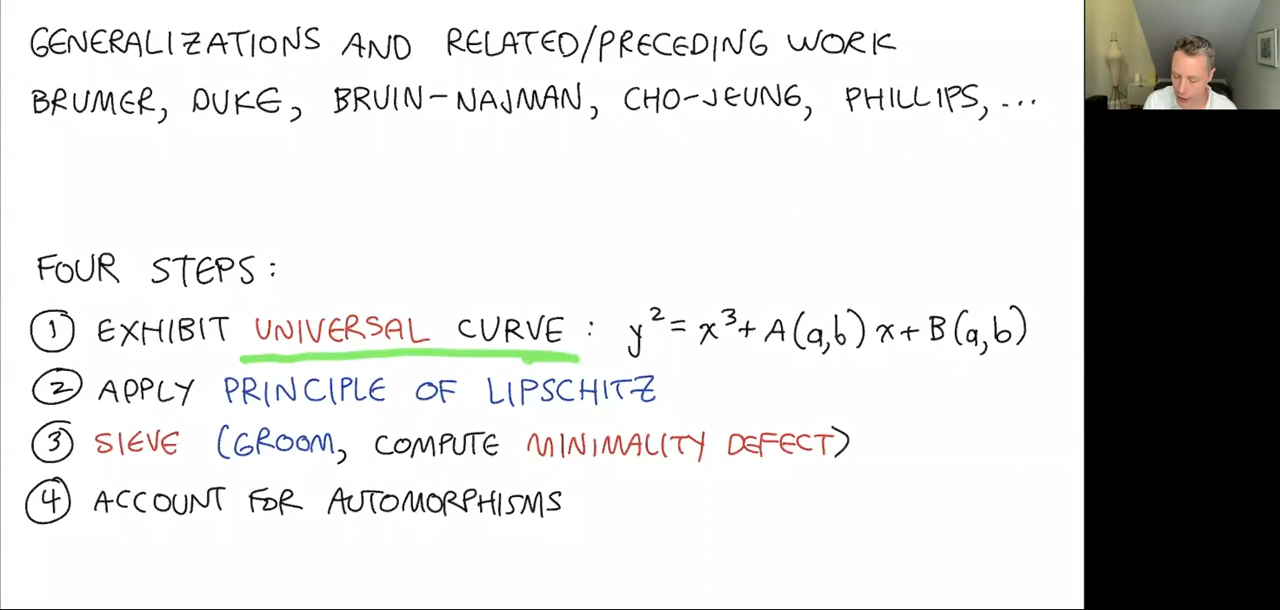 GENERALIZATIONS AND RELATED/PRECEDING WORK
BRUMER, DUKE, BRUIN-NAJMAN, CHO-JEUNG, PHILLIPS, ...
FOUR STEPS:
① EXHIBIT UNIVERSAL CURVE: y² = x³ + A(a,b)x + B(a,b)
② APPLY PRINCIPLE OF LIPSCHITZ
③ SIEVE (GROOM, COMPUTE MINIMALITY DEFECT)
④ ACCOUNT FOR AUTOMORPHISMS